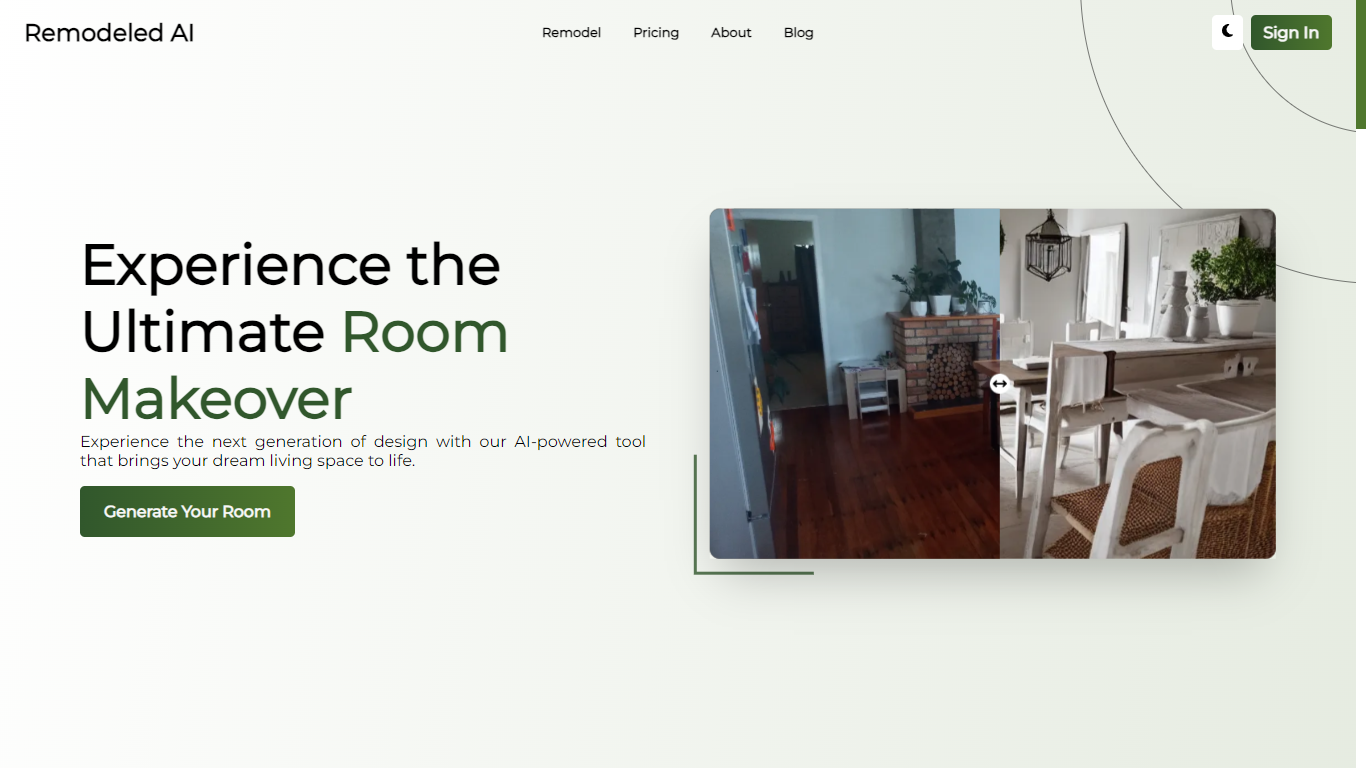 Remodeled AI
Remodel
Pricing
About
Blog
Sign In
Experience the
Ultimate Room
Makeover
Experience the next generation of design with our AI-powered tool
that brings your dream living space to life.
Generate Your Room